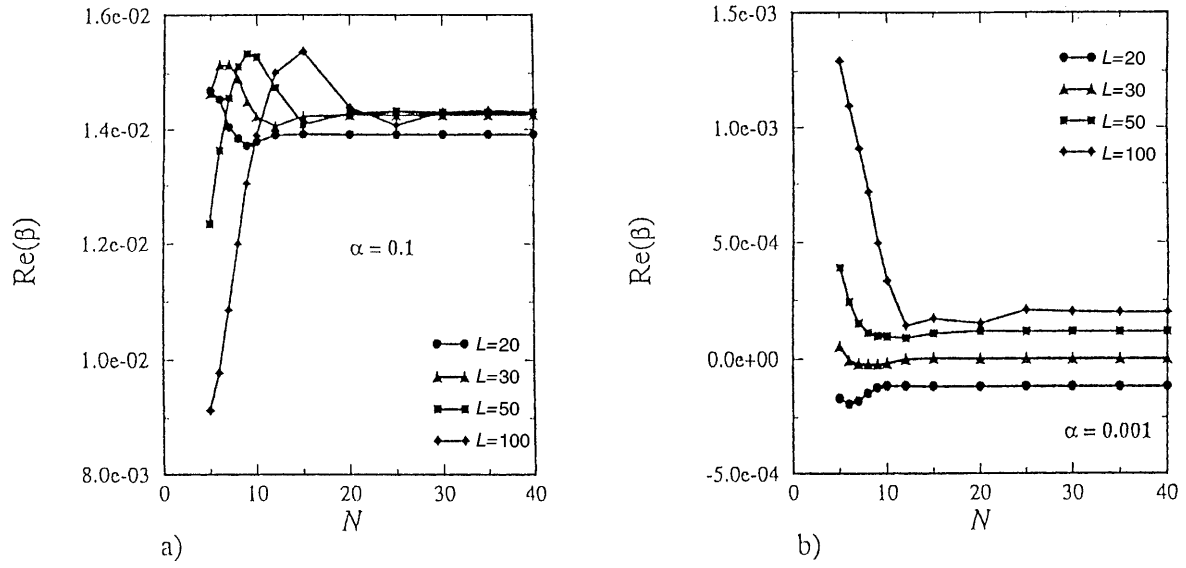 1.6e-02
1.4e-02
1.2e-02
1.0e-02
8.0e-03
Re(β)
α = 0.1
L=20
L=30
L=50
L=100
0 10 20 30 40
N
a)
1.5e-03
1.0e-03
5.0e-04
0.0e+00
-5.0e-04
Re(β)
L=20
L=30
L=50
L=100
α = 0.001
0 10 20 30 40
N
b)